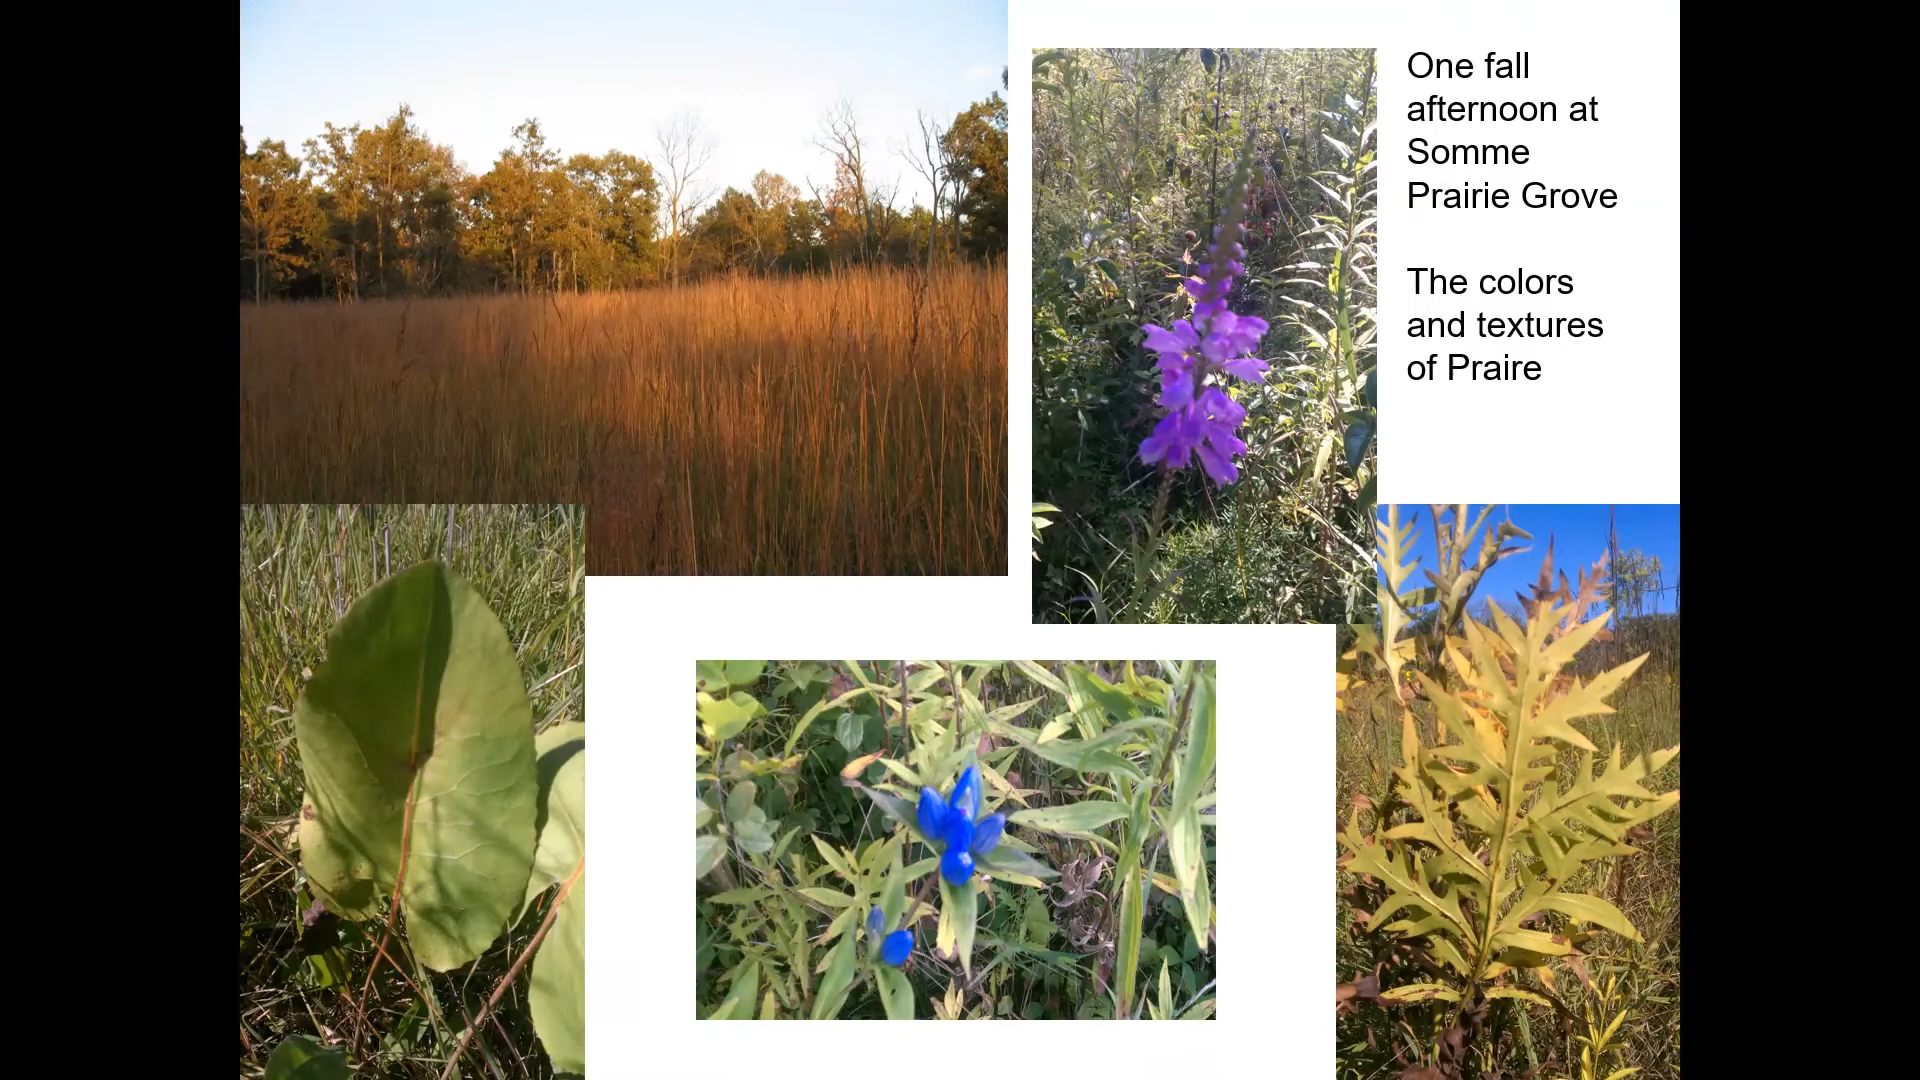 One fall
afternoon at
Somme
Prairie Grove
The colors
and textures
of Praire